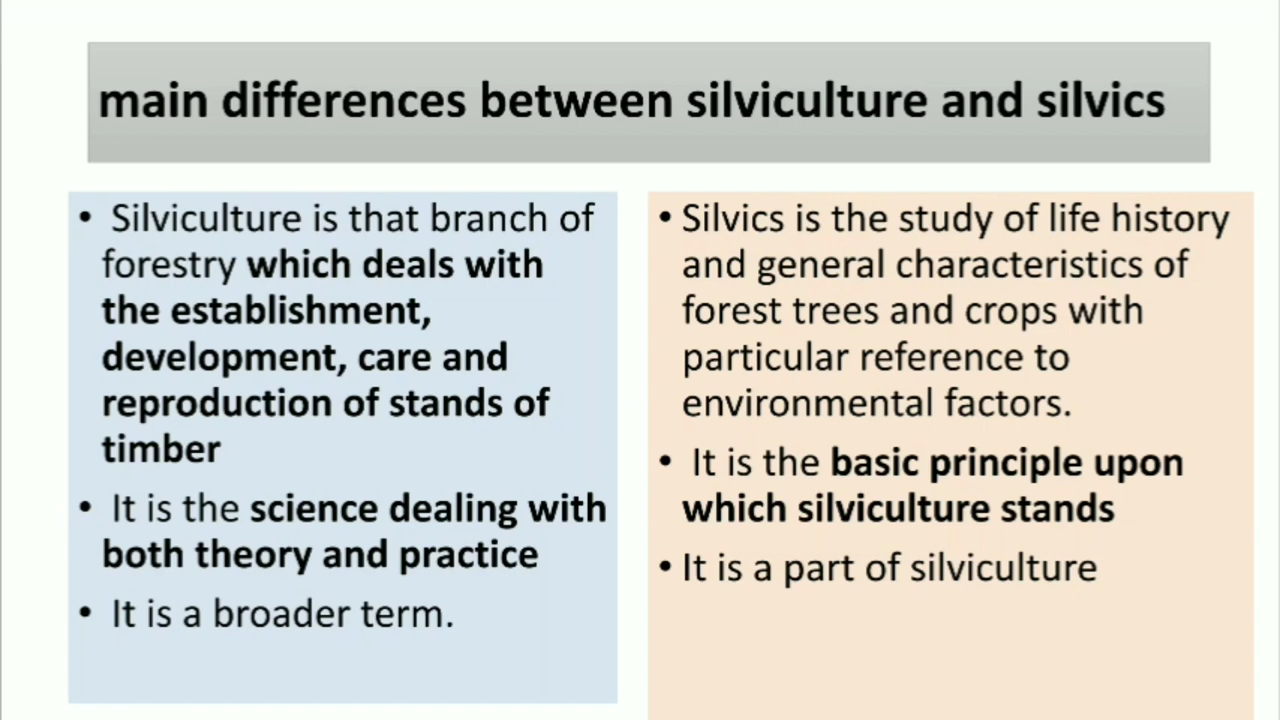 main differences between silviculture and silvics
• Silviculture is that branch of
forestry which deals with
the establishment,
development, care and
reproduction of stands of
timber
• It is the science dealing with
both theory and practice
• It is a broader term.
• Silvics is the study of life history
and general characteristics of
forest trees and crops with
particular reference to
environmental factors.
• It is the basic principle upon
which silviculture stands
• It is a part of silviculture